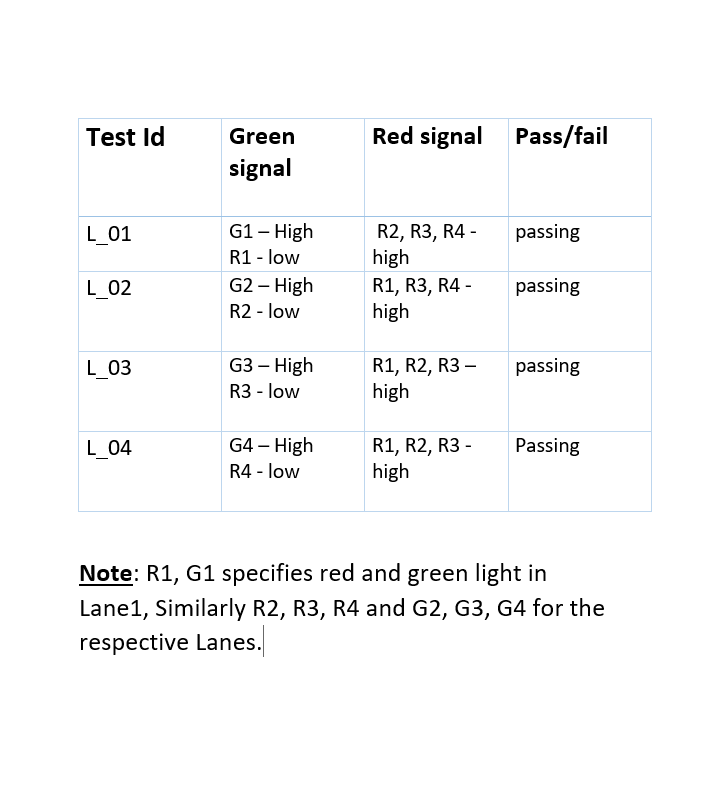 Test Id Green Red signal Pass/fail
signal
L_01 G1 – High R2, R3, R4 - passing
R1 - low high
L_02 G2 – High R1, R3, R4 - passing
R2 - low high
L_03 G3 – High R1, R2, R3 – passing
R3 - low high
L_04 G4 – High R1, R2, R3 - Passing
R4 - low high
Note: R1, G1 specifies red and green light in
Lane1, Similarly R2, R3, R4 and G2, G3, G4 for the
respective Lanes.